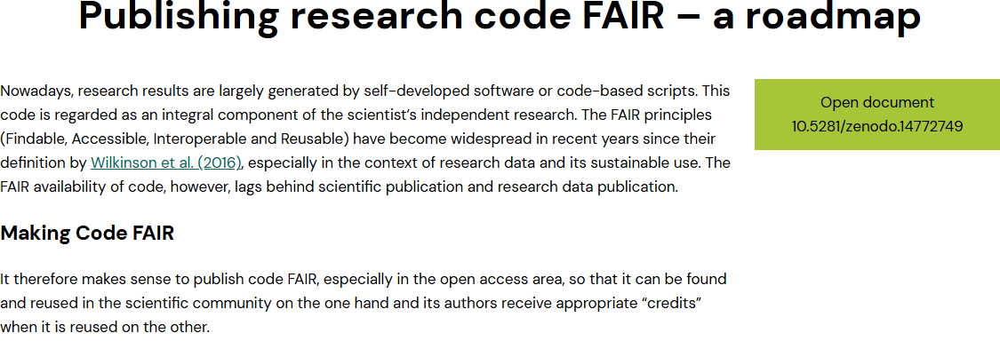 Publishing research code FAIR – a roadmap
Nowadays, research results are largely generated by self-developed software or code-based scripts. This
code is regarded as an integral component of the scientist’s independent research. The FAIR principles
(Findable, Accessible, Interoperable and Reusable) have become widespread in recent years since their
definition by Wilkinson et al. (2016), especially in the context of research data and its sustainable use. The
FAIR availability of code, however, lags behind scientific publication and research data publication.
Open document
10.5281/zenodo.14772749
Making Code FAIR
It therefore makes sense to publish code FAIR, especially in the open access area, so that it can be found
and reused in the scientific community on the one hand and its authors receive appropriate “credits”
when it is reused on the other.